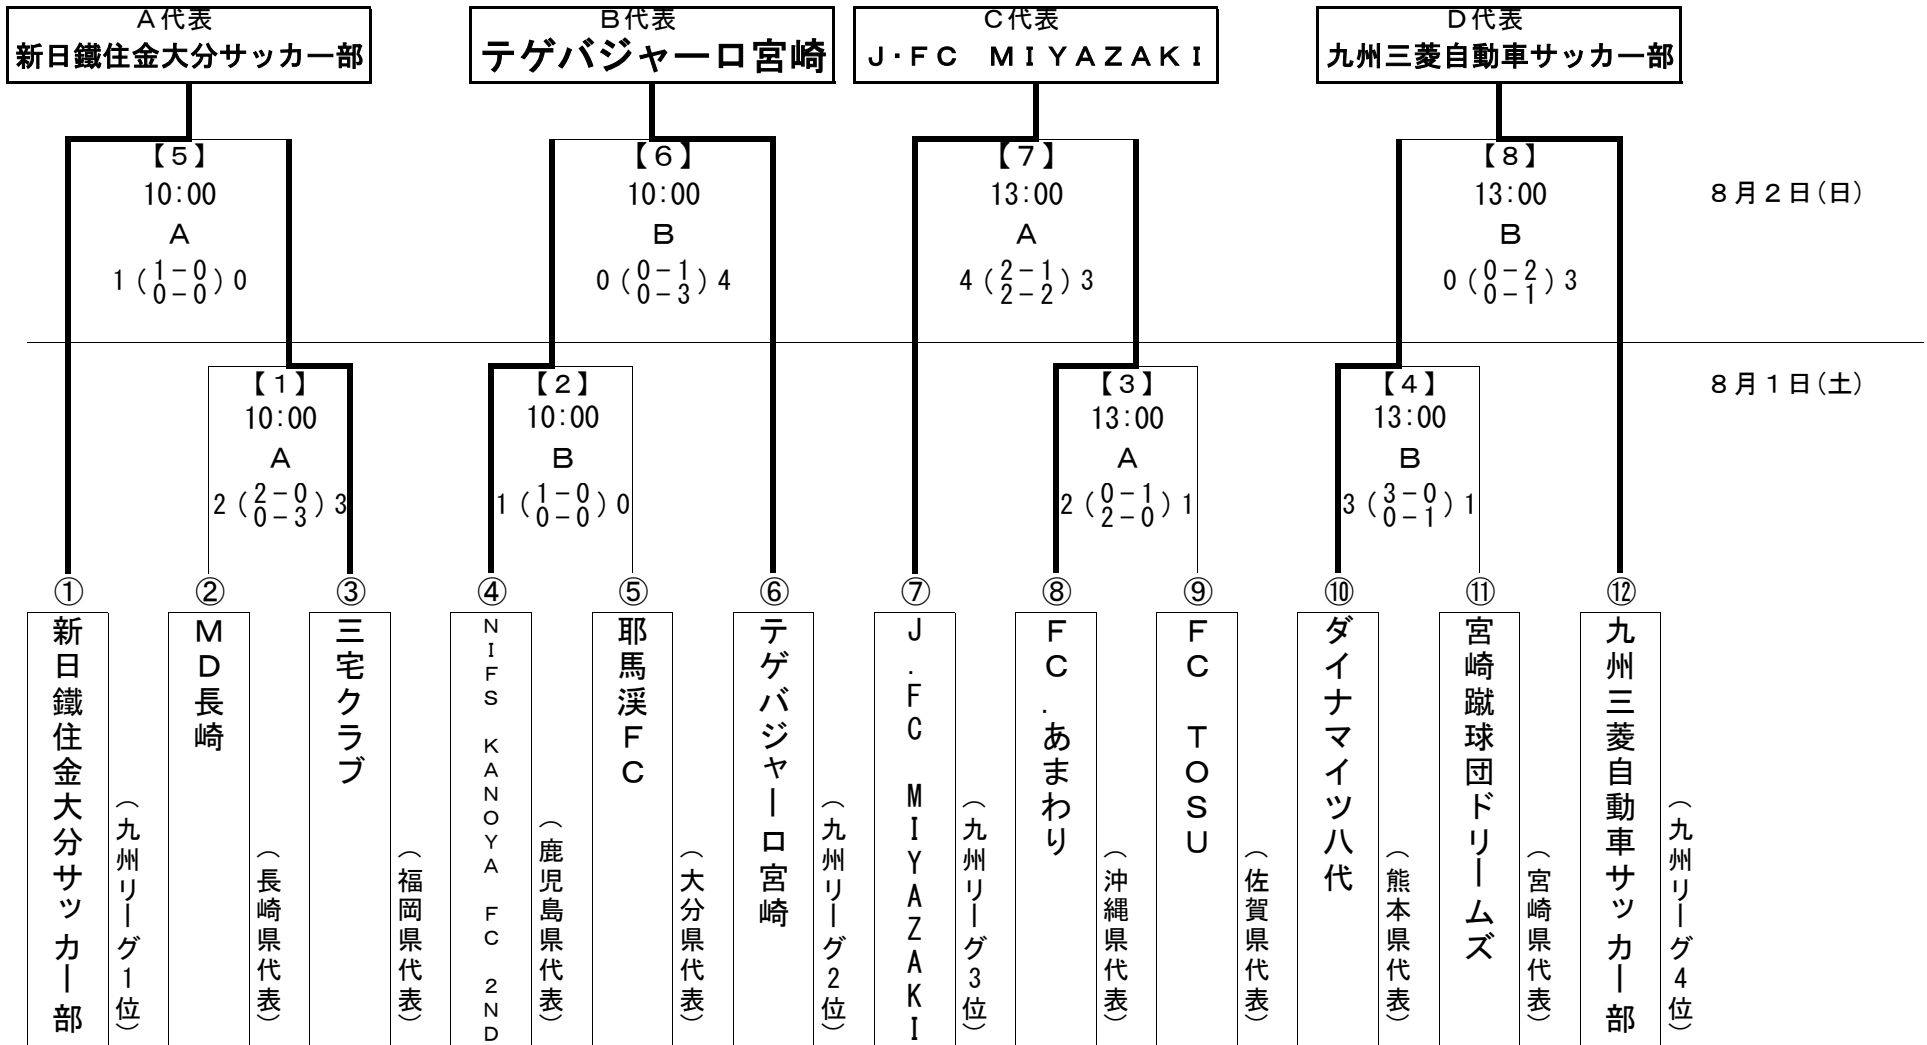 A代表
新日鐵住金大分サッカー部
B代表
テゲバジャーロ宮崎
C代表
J・FC MIYAZAKI
D代表
九州三菱自動車サッカー部
【5】
10:00
A
1(1-0 0-0)0
【6】
10:00
B
0(0-1 0-3)4
【7】
13:00
A
4(2-1 2-2)3
【8】
13:00
B
0(0-2 0-1)3
8月2日(日)
【1】
10:00
A
2(2-0 0-3)3
【2】
10:00
B
1(1-0 0-0)0
【3】
13:00
A
2(0-1 2-0)1
【4】
13:00
B
3(3-0 0-1)1
8月1日(土)
①
新日鐵住金大分サッカー部
(九州リーグ1位)
②
MD長崎
(長崎県代表)
③
三宅クラブ
(福岡県代表)
④
NIFS KANOYA FC 2ND
(鹿児島県代表)
⑤
耶馬渓FC
(大分県代表)
⑥
テゲバジャーロ宮崎
(九州リーグ2位)
⑦
J.FC MIYAZAKI
(九州リーグ3位)
⑧
FC.あまわり
(沖縄県代表)
⑨
FC TOSU
(佐賀県代表)
⑩
ダイナマイツ八代
(熊本県代表)
⑪
宮崎蹴球団ドリームズ
(宮崎県代表)
⑫
九州三菱自動車サッカー部
(九州リーグ4位)